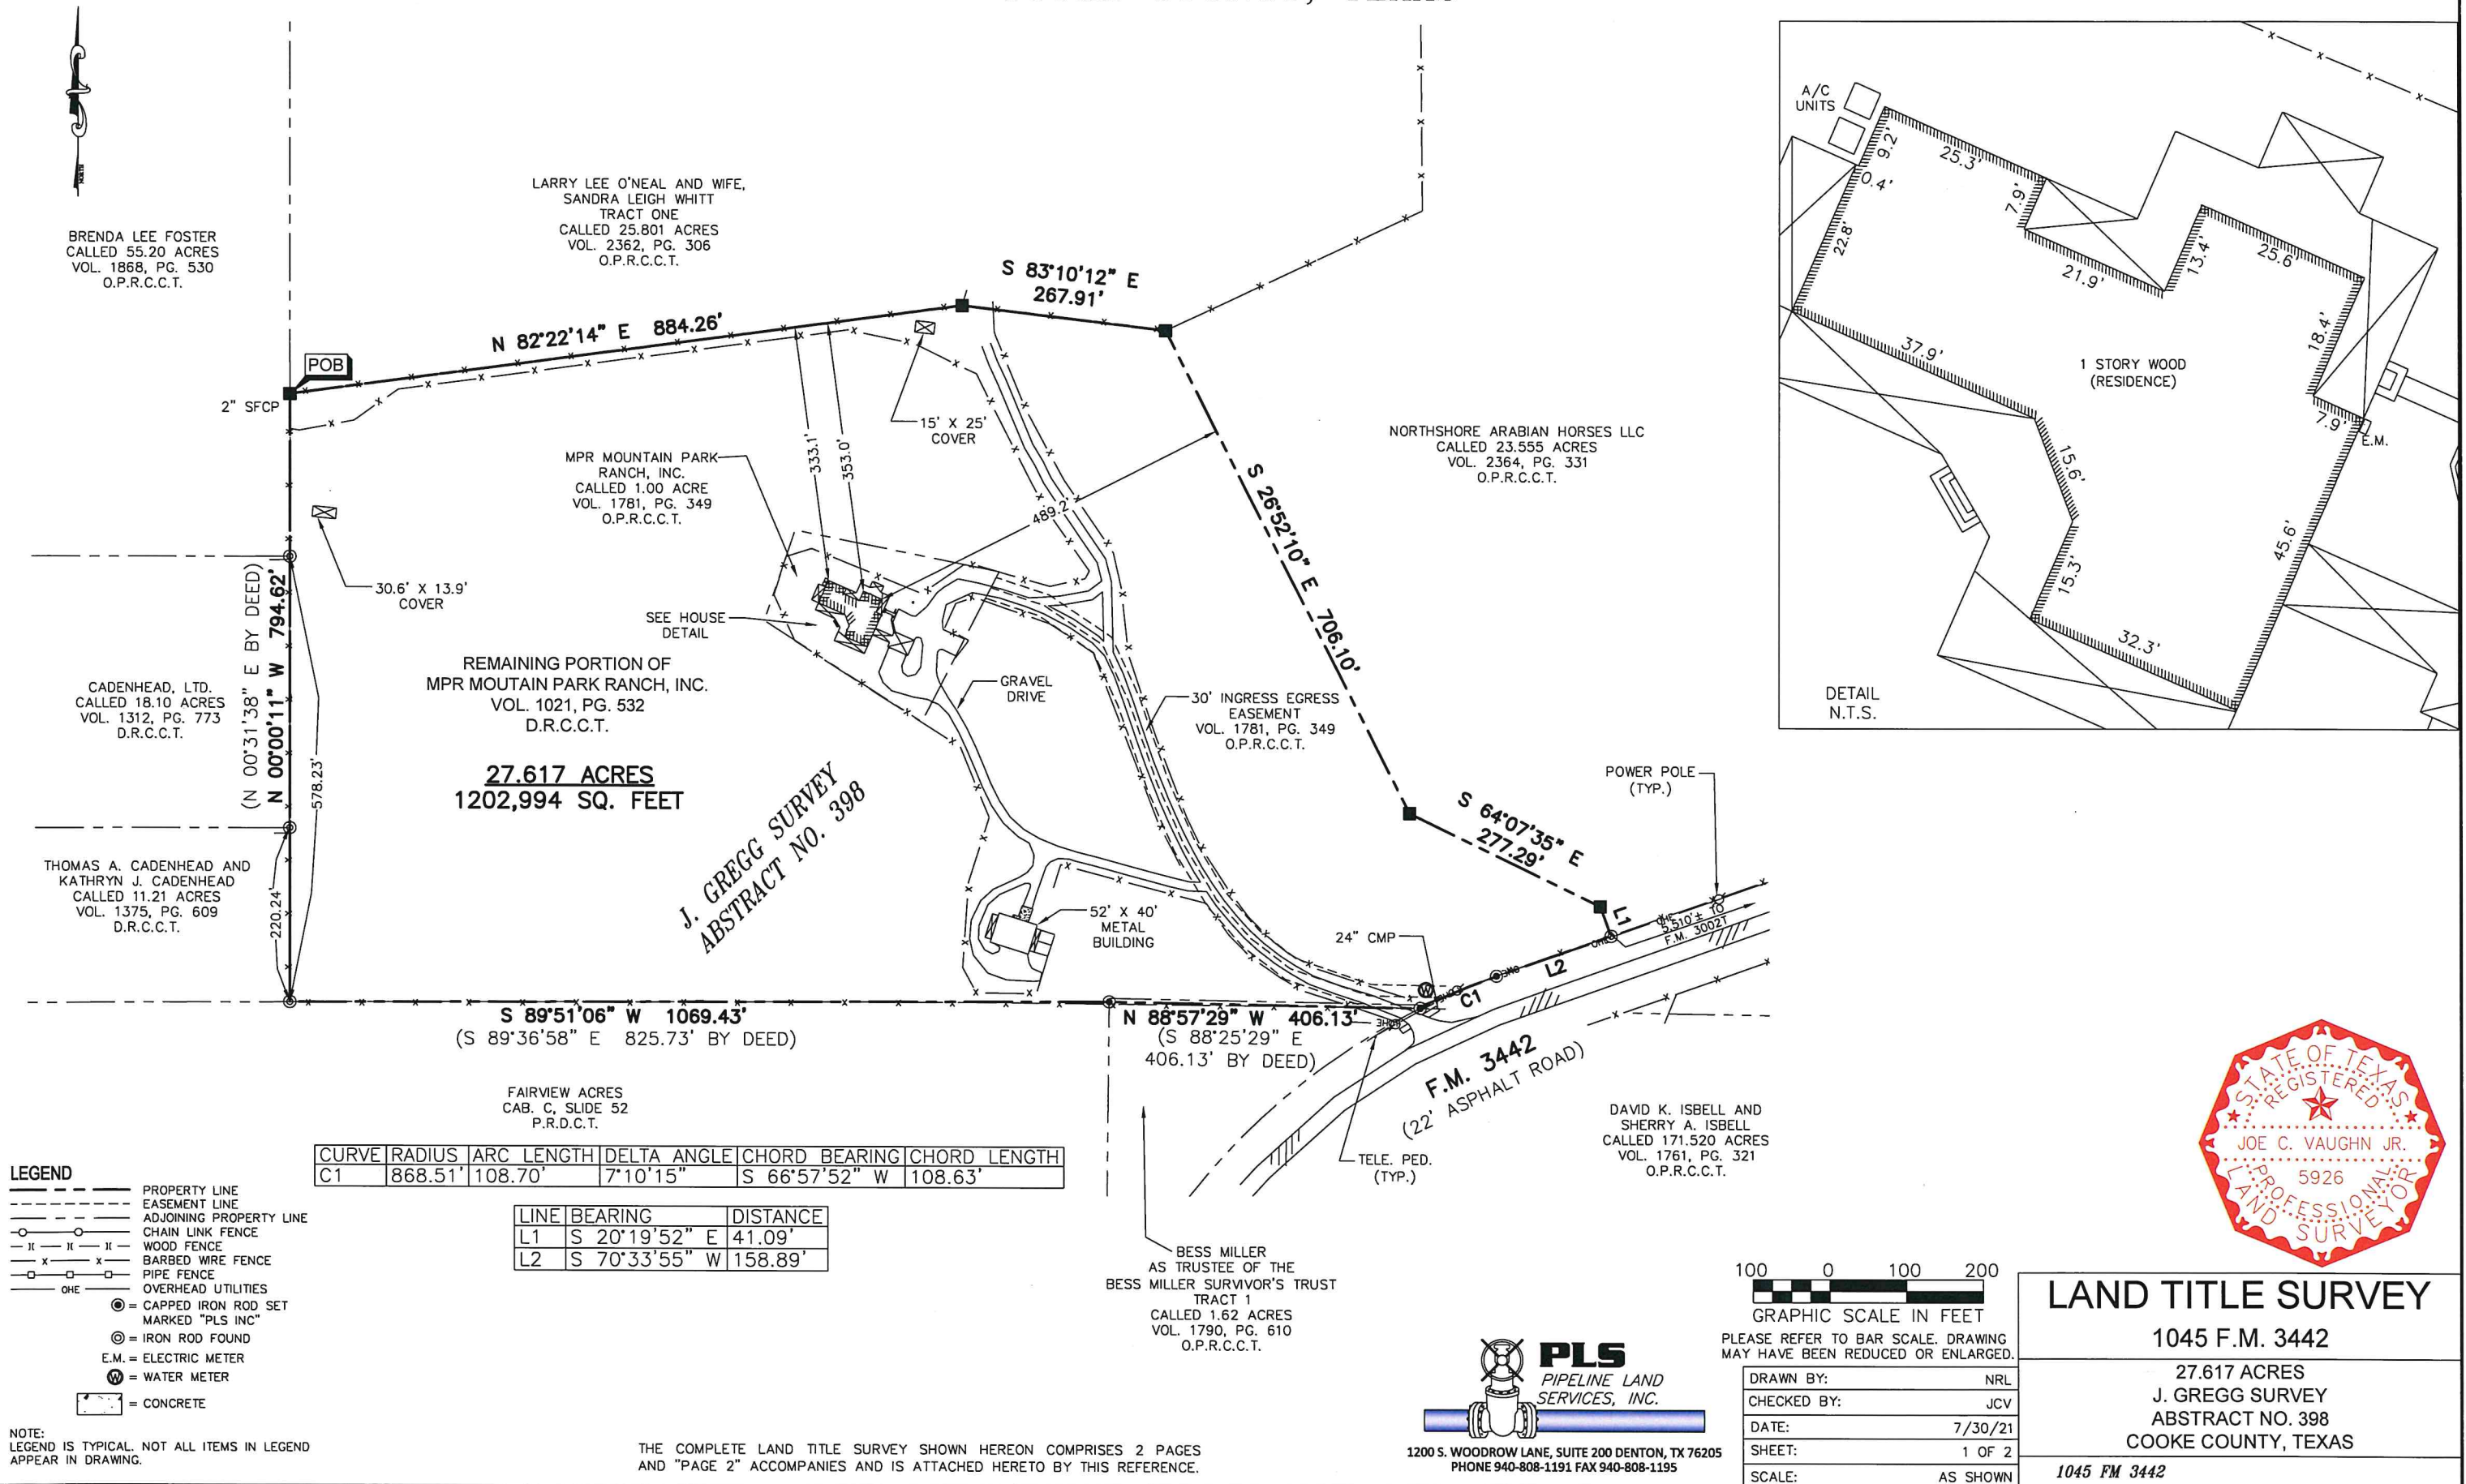 NORTH
BRENDA LEE FOSTER
CALLED 55.20 ACRES
VOL. 1868, PG. 530
O.P.R.C.C.T.
LARRY LEE O'NEAL AND WIFE,
SANDRA LEIGH WHITT
TRACT ONE
CALLED 25.801 ACRES
VOL. 2362, PG. 306
O.P.R.C.C.T.
S 83°10'12" E
267.91'
N 82°22'14" E 884.26'
POB
2" SFCP
15' X 25'
COVER
333.1'
353.0'
489.2'
MPR MOUNTAIN PARK
RANCH, INC.
CALLED 1.00 ACRE
VOL. 1781, PG. 349
O.P.R.C.C.T.
30.6' X 13.9'
COVER
SEE HOUSE
DETAIL
NORTHSHORE ARABIAN HORSES LLC
CALLED 23.555 ACRES
VOL. 2364, PG. 331
O.P.R.C.C.T.
S 26°52'10" E 706.10'
(N 00°31'38" E BY DEED)
N 00°00'11" W 794.62'
578.23'
220.24'
CADENHEAD, LTD.
CALLED 18.10 ACRES
VOL. 1312, PG. 773
D.R.C.C.T.
REMAINING PORTION OF
MPR MOUTAIN PARK RANCH, INC.
VOL. 1021, PG. 532
D.R.C.C.T.
27.617 ACRES
1202,994 SQ. FEET
GRAVEL
DRIVE
30' INGRESS EGRESS
EASEMENT
VOL. 1781, PG. 349
O.P.R.C.C.T.
J. GREGG SURVEY
ABSTRACT NO. 398
THOMAS A. CADENHEAD AND
KATHRYN J. CADENHEAD
CALLED 11.21 ACRES
VOL. 1375, PG. 609
D.R.C.C.T.
52' X 40'
METAL
BUILDING
S 64°07'35" E
277.29'
POWER POLE
(TYP.)
L1
OHE
5,510'± TO
F.M. 3002T
OHE
24" CMP
OHE
L2
W
OHE
C1
OHE
S 89°51'06" W 1069.43'
(S 89°36'58" E 825.73' BY DEED)
N 88°57'29" W 406.13'
(S 88°25'29" E
406.13' BY DEED)
F.M. 3442
(22' ASPHALT ROAD)
TELE. PED.
(TYP.)
FAIRVIEW ACRES
CAB. C, SLIDE 52
P.R.D.C.T.
DAVID K. ISBELL AND
SHERRY A. ISBELL
CALLED 171.520 ACRES
VOL. 1761, PG. 321
O.P.R.C.C.T.
BESS MILLER
AS TRUSTEE OF THE
BESS MILLER SURVIVOR'S TRUST
TRACT 1
CALLED 1.62 ACRES
VOL. 1790, PG. 610
O.P.R.C.C.T.
A/C
UNITS
9.2'
0.4'
25.3'
7.9'
22.8'
21.9'
13.4'
25.6'
18.4'
37.9'
1 STORY WOOD
(RESIDENCE)
7.9'
E.M.
15.6'
45.6'
15.3'
32.3'
DETAIL
N.T.S.
CURVE RADIUS ARC LENGTH DELTA ANGLE CHORD BEARING CHORD LENGTH
C1 868.51' 108.70' 7°10'15" S 66°57'52" W 108.63'
LINE BEARING DISTANCE
L1 S 20°19'52" E 41.09'
L2 S 70°33'55" W 158.89'
LEGEND
PROPERTY LINE
EASEMENT LINE
ADJOINING PROPERTY LINE
CHAIN LINK FENCE
WOOD FENCE
BARBED WIRE FENCE
PIPE FENCE
OHE OVERHEAD UTILITIES
= CAPPED IRON ROD SET
MARKED "PLS INC"
= IRON ROD FOUND
E.M. = ELECTRIC METER
W = WATER METER
= CONCRETE
NOTE:
LEGEND IS TYPICAL. NOT ALL ITEMS IN LEGEND
APPEAR IN DRAWING.
THE COMPLETE LAND TITLE SURVEY SHOWN HEREON COMPRISES 2 PAGES
AND "PAGE 2" ACCOMPANIES AND IS ATTACHED HERETO BY THIS REFERENCE.
PLS
PIPELINE LAND
SERVICES, INC.
1200 S. WOODROW LANE, SUITE 200 DENTON, TX 76205
PHONE 940-808-1191 FAX 940-808-1195
STATE OF TEXAS
REGISTERED
JOE C. VAUGHN JR.
5926
PROFESSIONAL
LAND SURVEYOR
100 0 100 200
GRAPHIC SCALE IN FEET
PLEASE REFER TO BAR SCALE. DRAWING
MAY HAVE BEEN REDUCED OR ENLARGED.
DRAWN BY: NRL
CHECKED BY: JCV
DATE: 7/30/21
SHEET: 1 OF 2
SCALE: AS SHOWN
LAND TITLE SURVEY
1045 F.M. 3442
27.617 ACRES
J. GREGG SURVEY
ABSTRACT NO. 398
COOKE COUNTY, TEXAS
1045 FM 3442